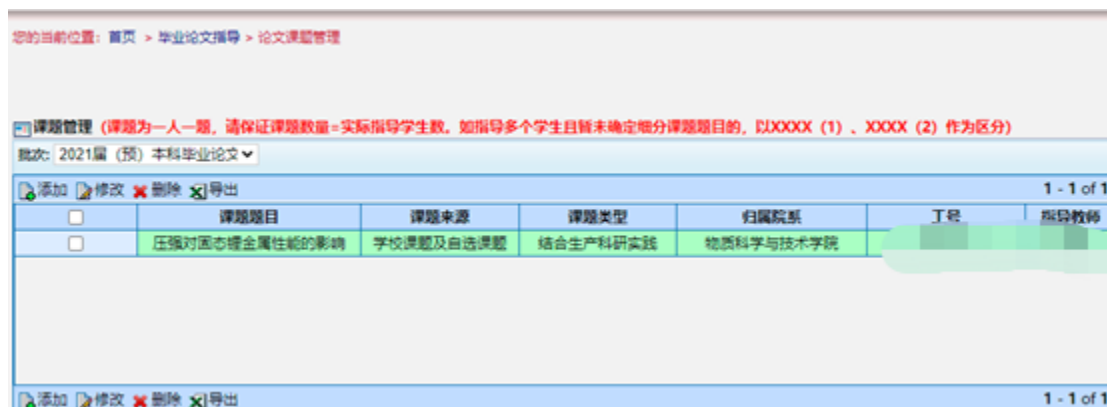 您的当前位置：首页 > 毕业论文指导 > 论文课题管理
课题管理（课题为一人一题，请保证课题数量=实际指导学生数。如指导多个学生且暂未确定细分课题题目的，以XXXX（1）、XXXX（2）作为区分）
批次: 2021届（预）本科毕业论文
添加 修改 删除 导出 1 - 1 of 1
课题题目 课题来源 课题类型 归属院系 工号 指导教师
压强对固态锂金属性能的影响 学校课题及自选课题 结合生产科研实践 物质科学与技术学院
添加 修改 删除 导出 1 - 1 of 1